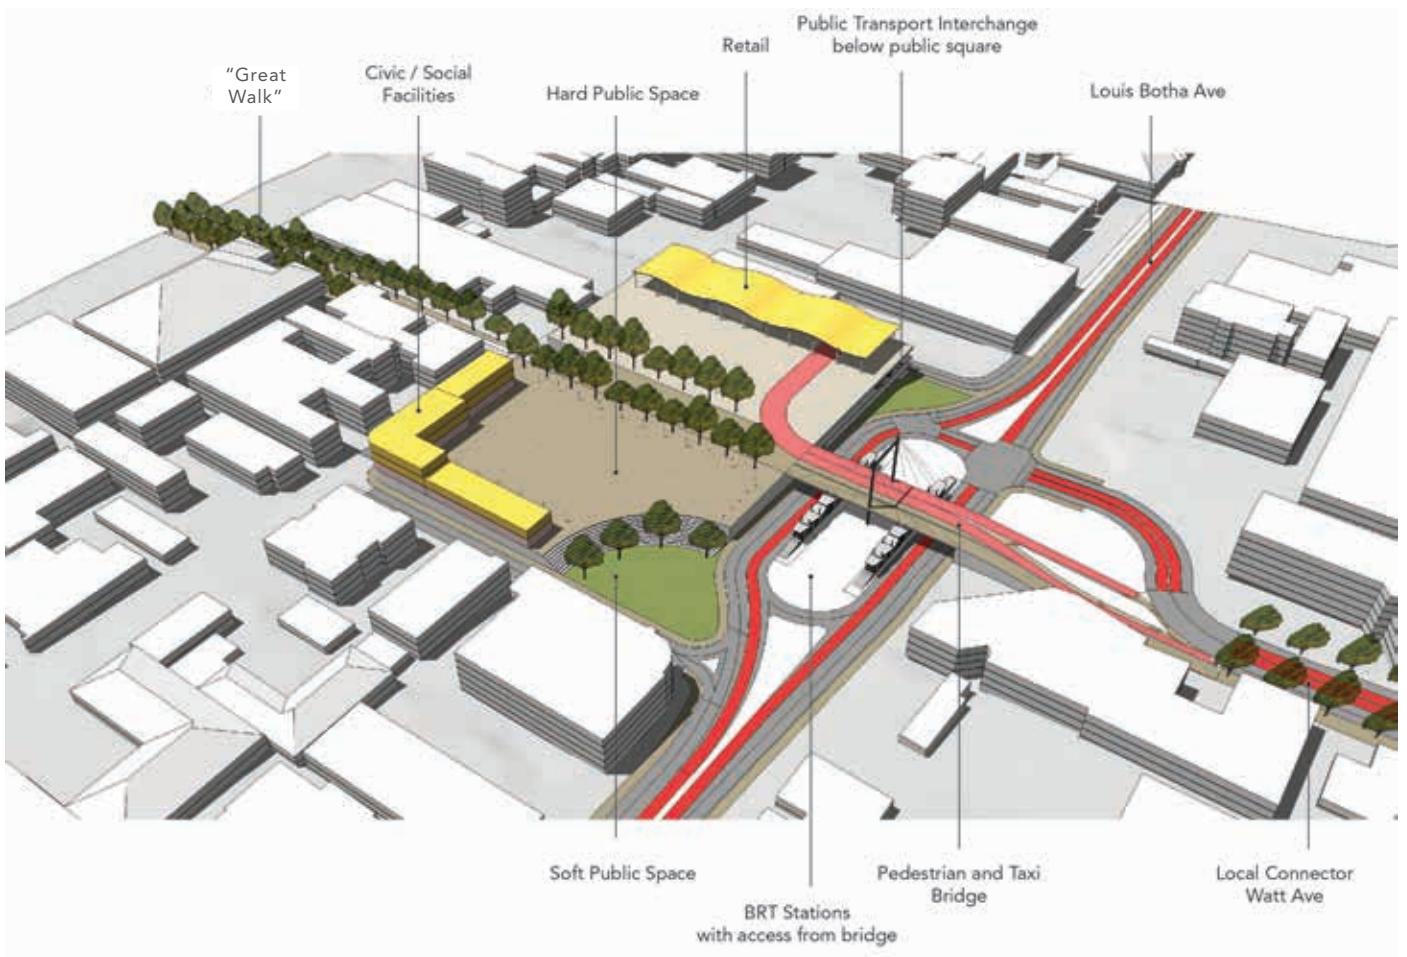 Public Transport Interchange
below public square
Retail
"Great
Walk"
Civic / Social
Facilities
Hard Public Space
Louis Botha Ave
Soft Public Space
Pedestrian and Taxi
Bridge
Local Connector
Watt Ave
BRT Stations
with access from bridge